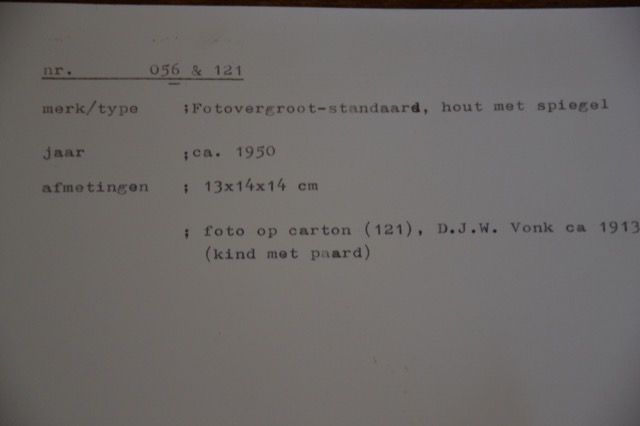 nr. 056 & 121
merk/type ;Fotovergroot-standaard, hout met spiegel
jaar ;ca. 1950
afmetingen ; 13x14x14 cm
; foto op carton (121), D.J.W. Vonk ca 1913
(kind met paard)